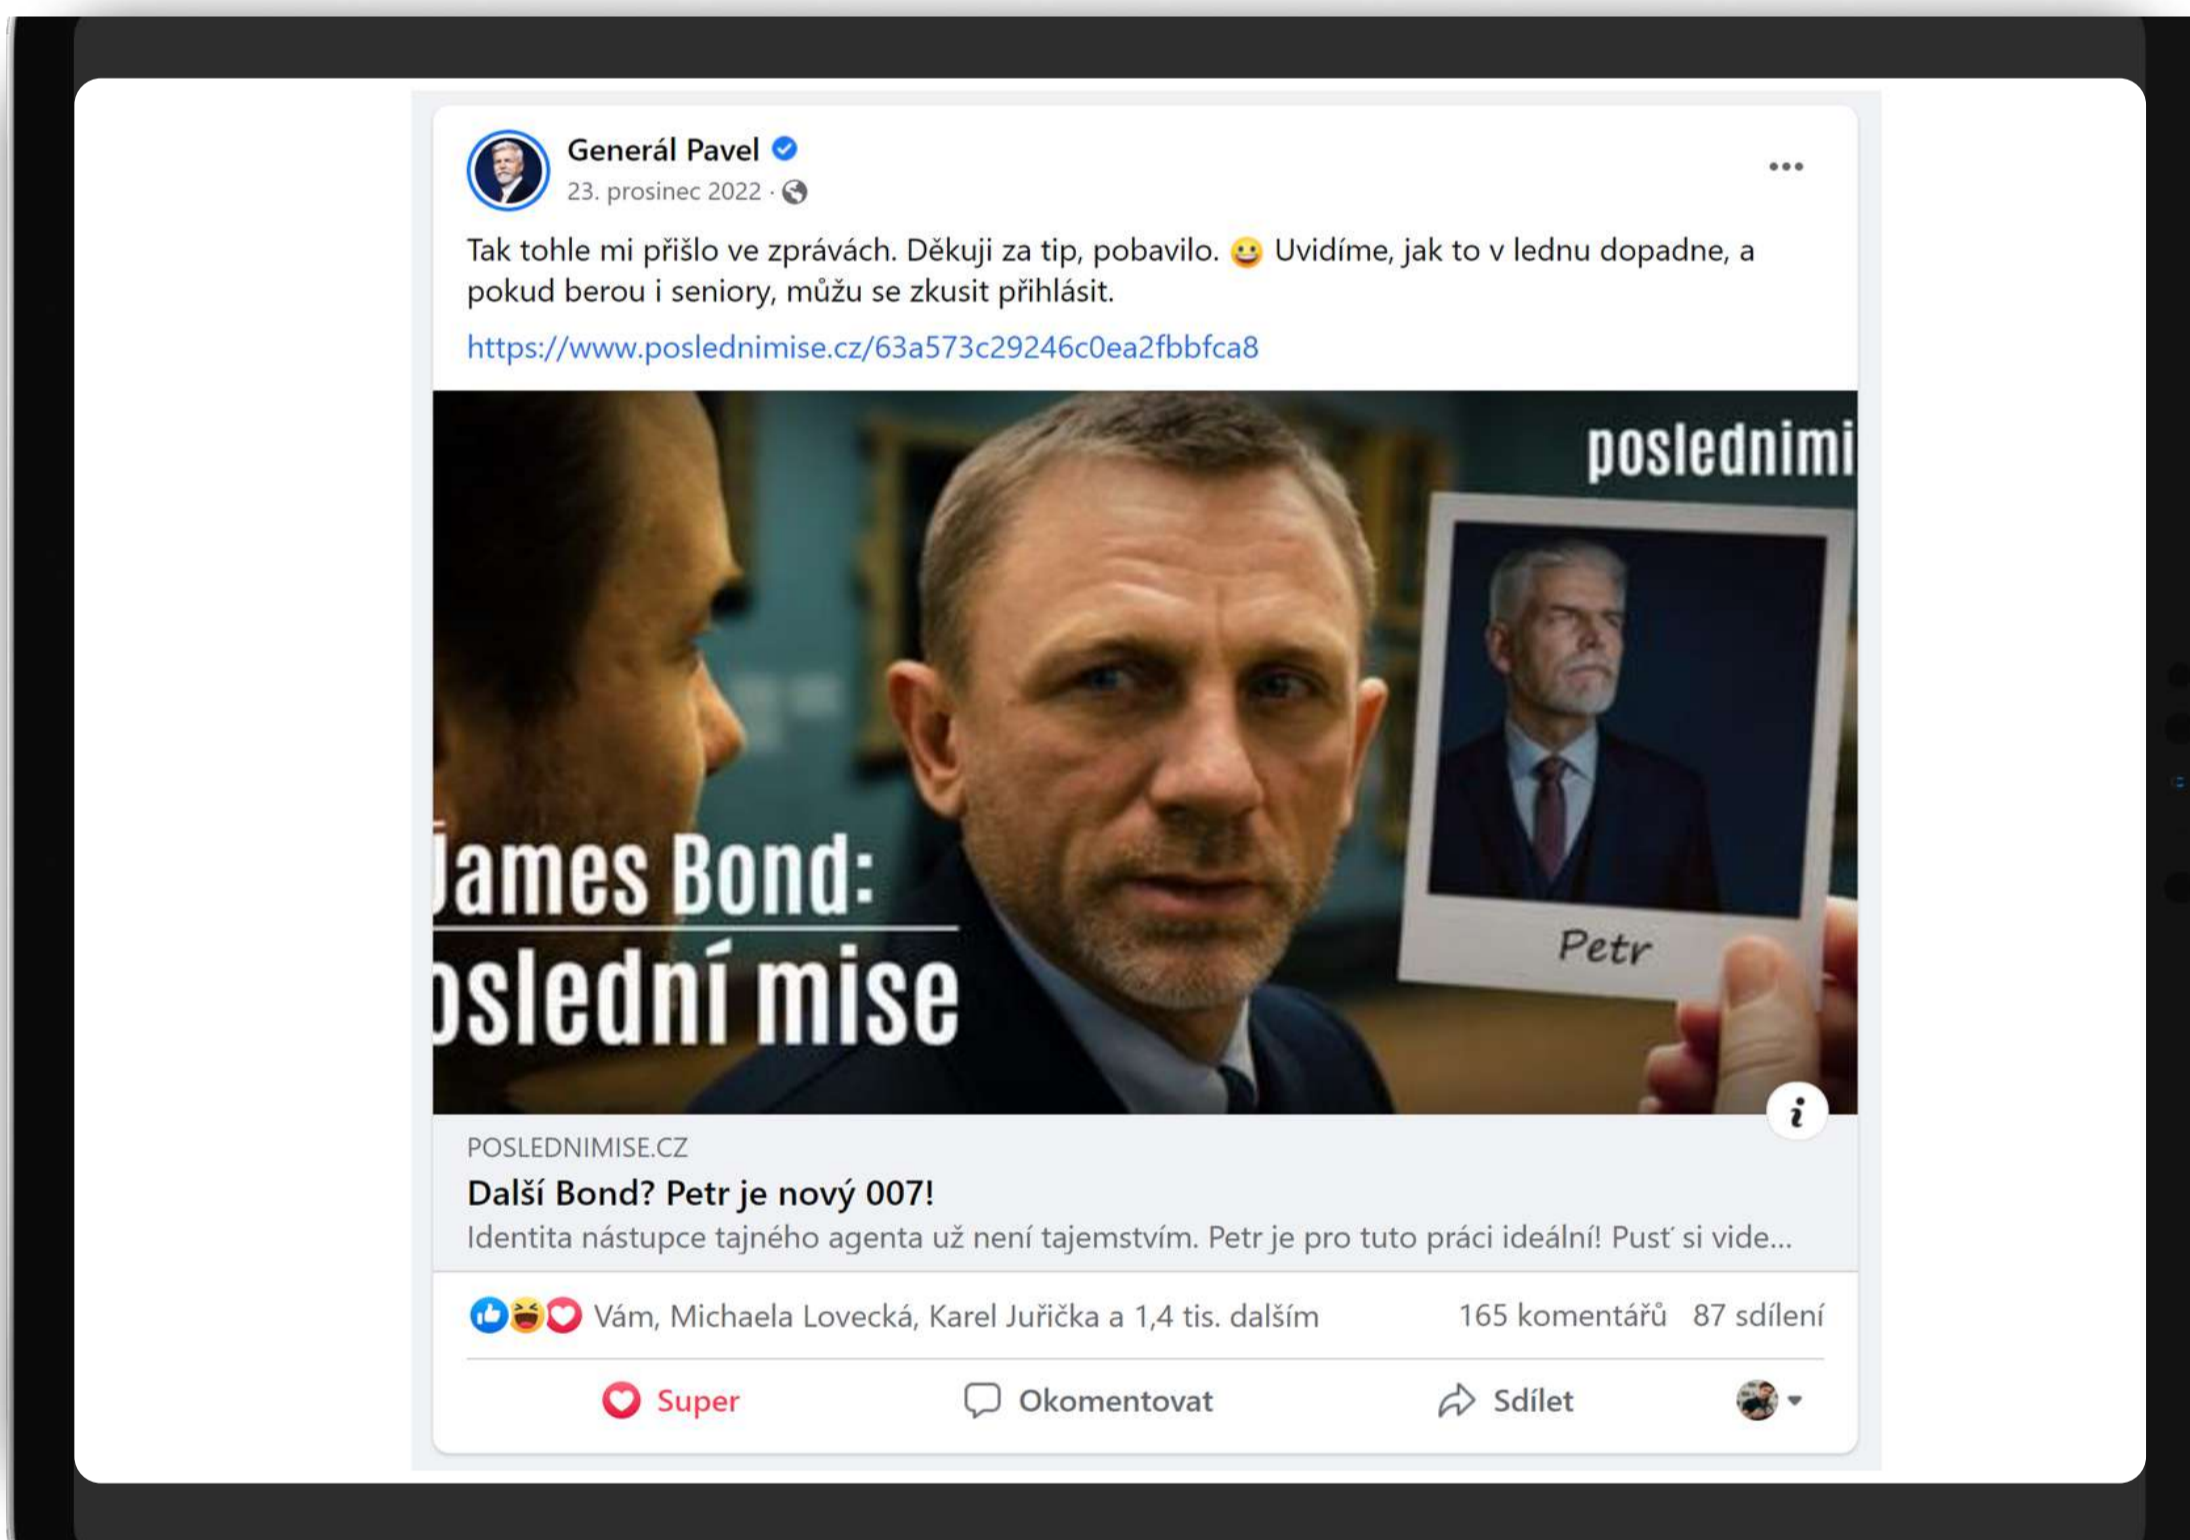 Generál Pavel
23. prosinec 2022 ·
Tak tohle mi přišlo ve zprávách. Děkuji za tip, pobavilo. 😀 Uvidíme, jak to v lednu dopadne, a
pokud berou i seniory, můžu se zkusit přihlásit.
https://www.poslednimise.cz/63a573c29246c0ea2fbbfca8
poslednimi
Petr
James Bond:
oslední mise
POSLEDNIMISE.CZ
Další Bond? Petr je nový 007!
Identita nástupce tajného agenta už není tajemstvím. Petr je pro tuto práci ideální! Pusť si vide...
Vám, Michaela Lovecká, Karel Juřička a 1,4 tis. dalším 165 komentářů 87 sdílení
Super Okomentovat Sdílet